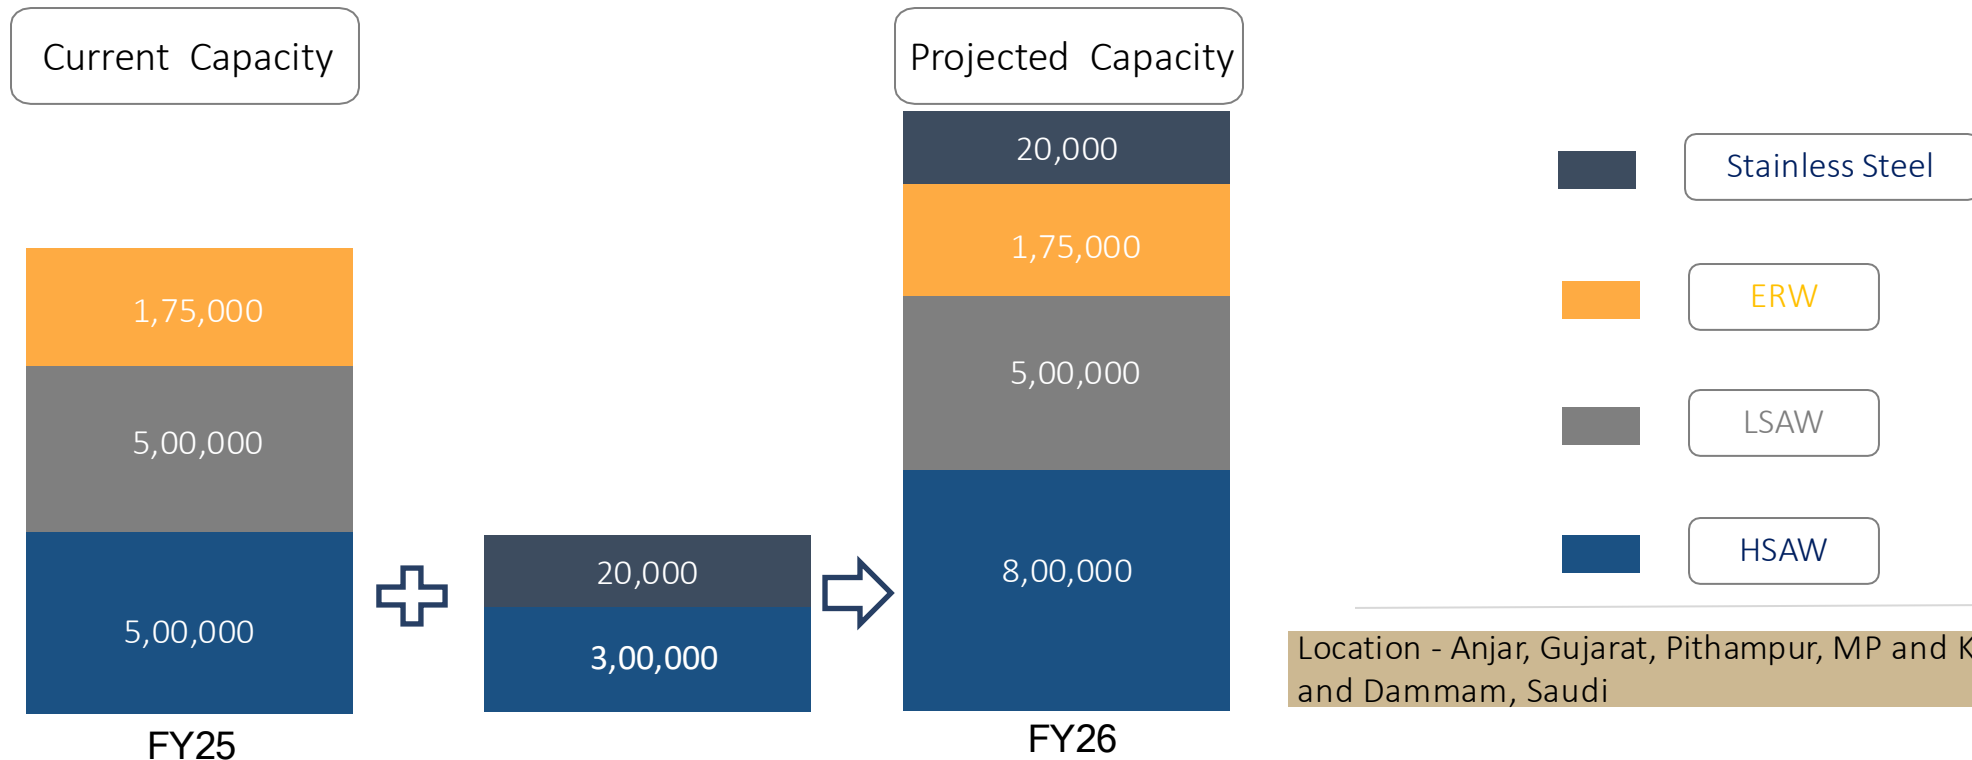 Current Capacity
Projected Capacity
1,75,000
5,00,000
5,00,000
FY25
20,000
3,00,000
20,000
1,75,000
5,00,000
8,00,000
FY26
Stainless Steel
ERW
LSAW
HSAW
Location - Anjar, Gujarat, Pithampur, MP and
and Dammam, Saudi